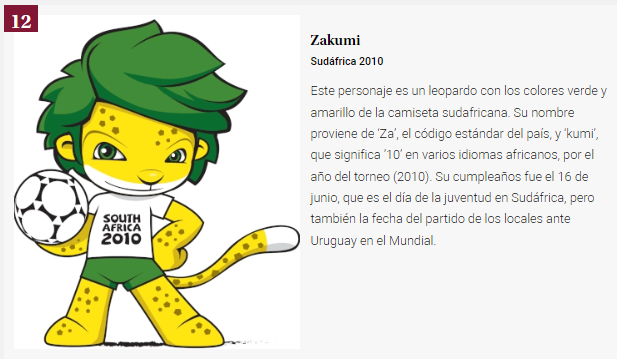 12
Zakumi
Sudáfrica 2010
Este personaje es un leopardo con los colores verde y
amarillo de la camiseta sudafricana. Su nombre
proviene de ‘Za’, el código estándar del país, y ‘kumi’,
que significa ‘10’ en varios idiomas africanos, por el
año del torneo (2010). Su cumpleaños fue el 16 de
junio, que es el día de la juventud en Sudáfrica, pero
también la fecha del partido de los locales ante
Uruguay en el Mundial.
SOUTH
AFRICA
2010